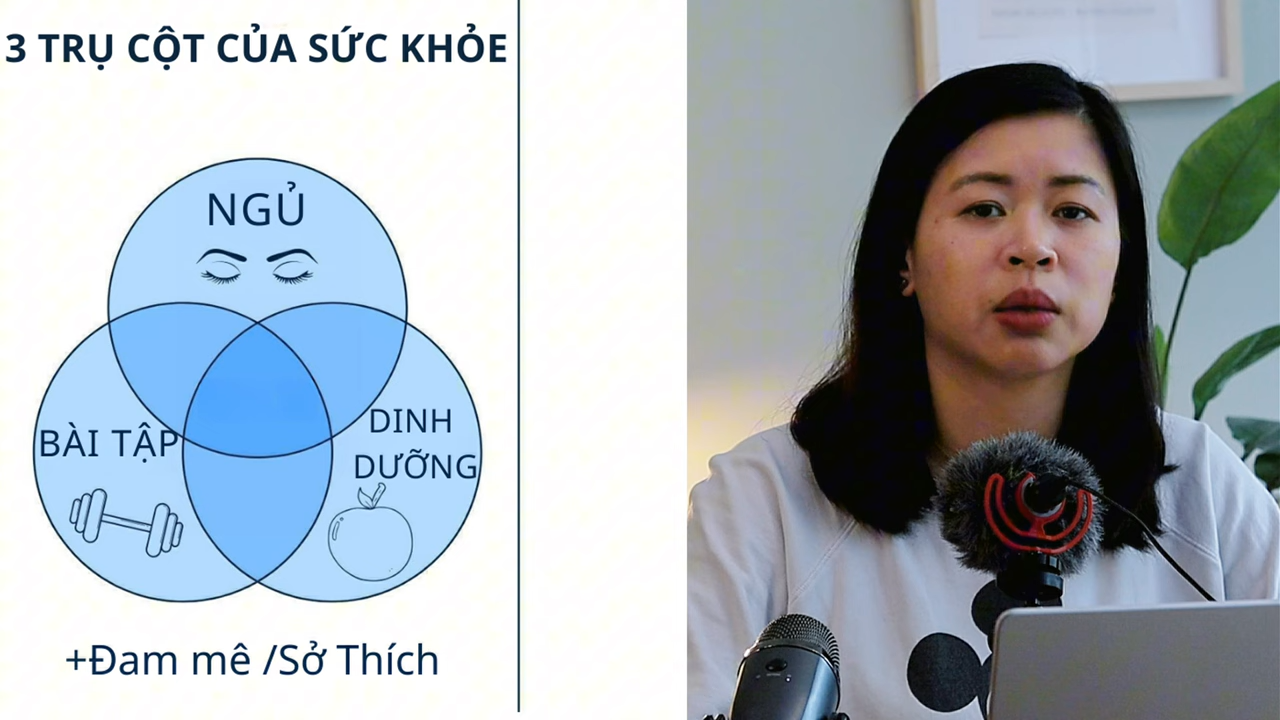 3 TRỤ CỘT CỦA SỨC KHỎE
NGỦ
BÀI TẬP
DINH
DƯỠNG
+Đam mê /Sở Thích